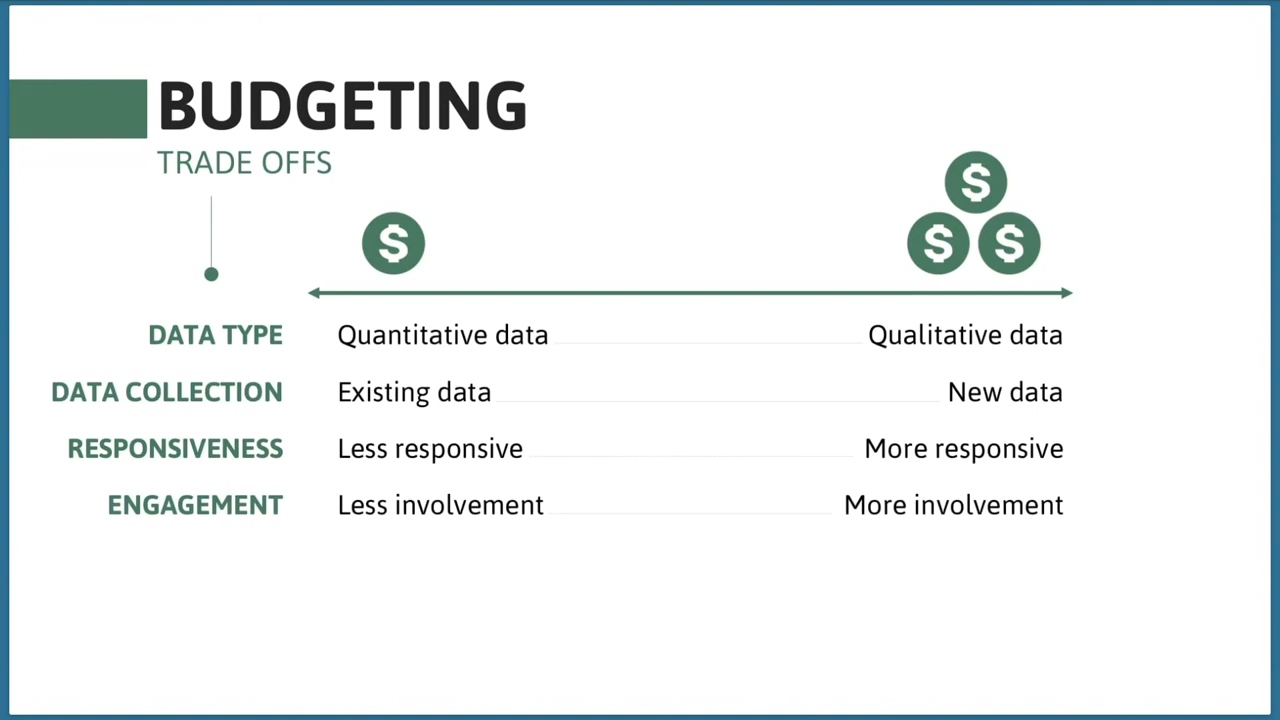 BUDGETING
TRADE OFFS
$
$
$ $
DATA TYPE Quantitative data Qualitative data
DATA COLLECTION Existing data New data
RESPONSIVENESS Less responsive More responsive
ENGAGEMENT Less involvement More involvement